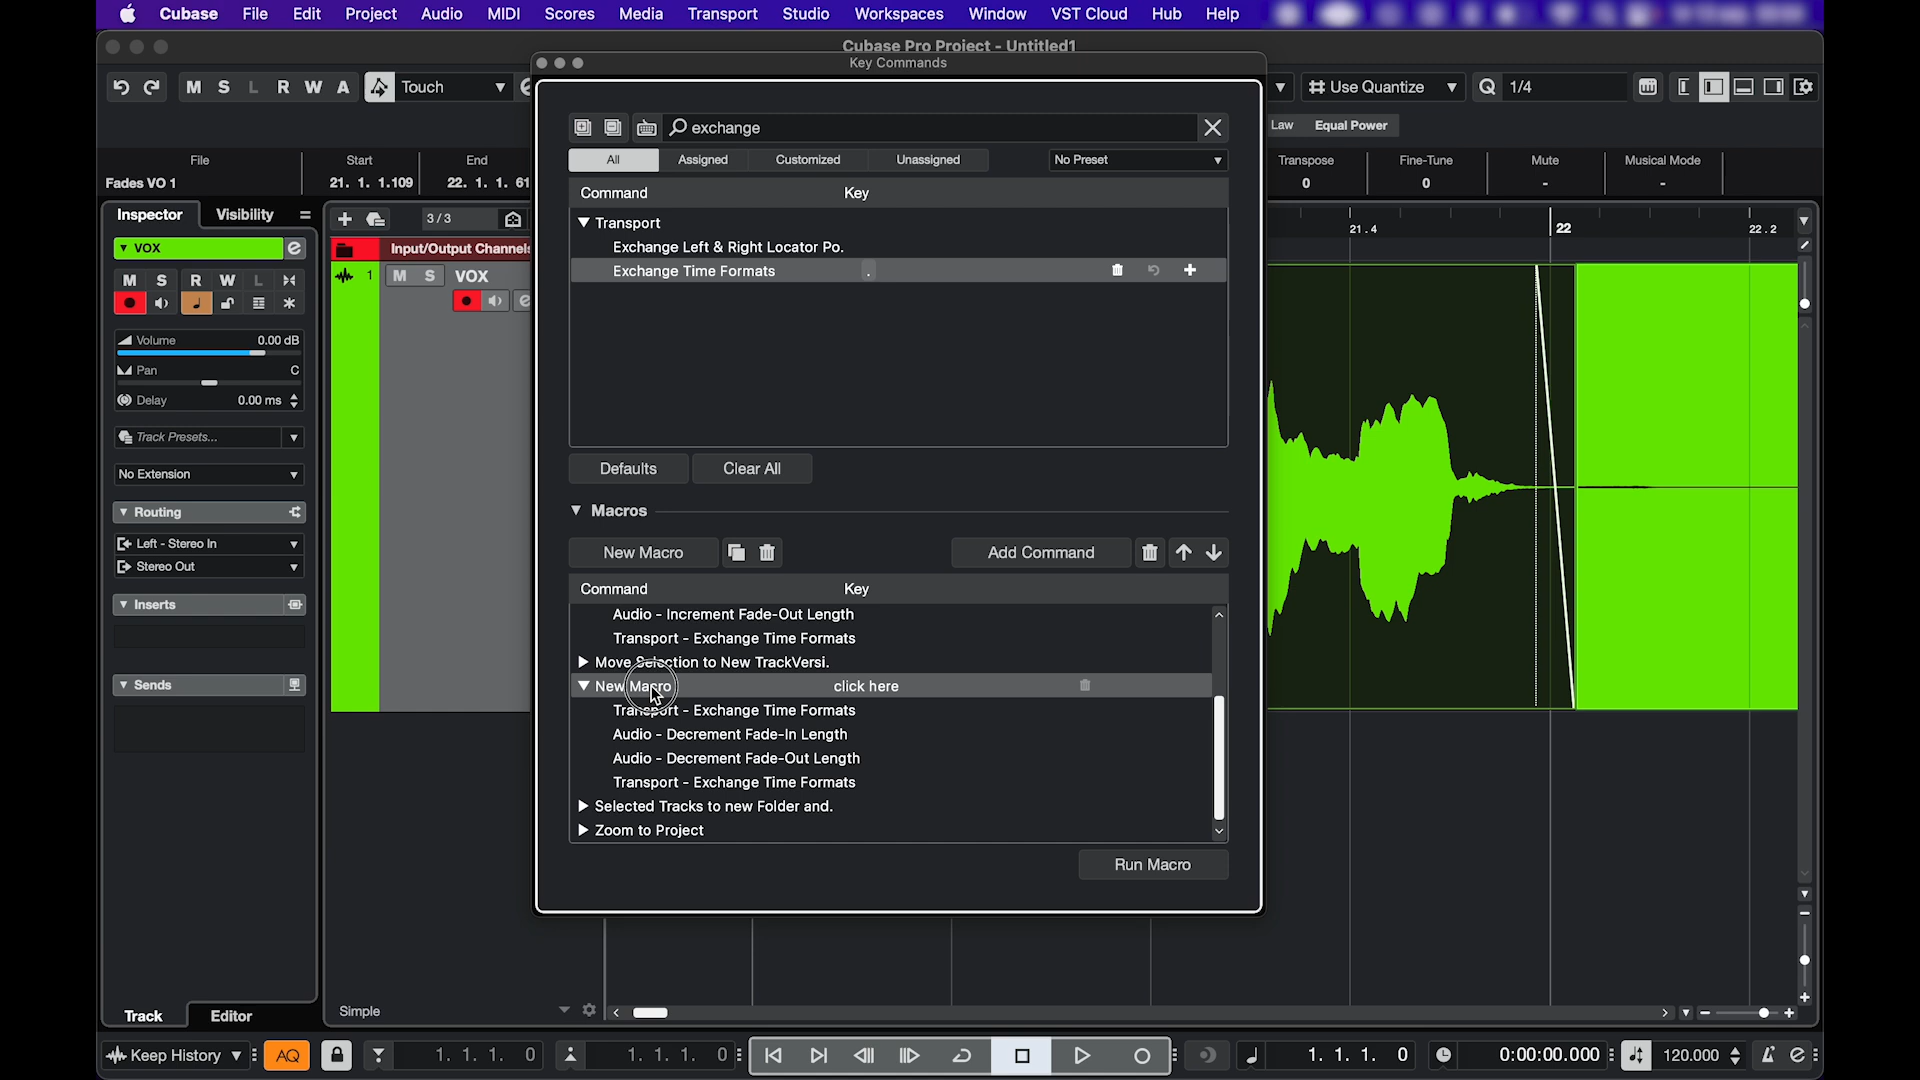 Cubase File Edit Project Audio MIDI Scores Media Transport Studio Workspaces Window VST Cloud Hub Help
Cubase Pro Project - Untitled1
Key Commands
M S L R W A Touch
Use Quantize Q 1/4
exchange
Law Equal Power
All Assigned Customized Unassigned No Preset
File Start End
Fades VO 1 21. 1. 1.109 22. 1. 1. 61
Transpose Fine-Tune Mute Musical Mode
0 0 - -
Inspector Visibility
3/3
Command Key
Transport
Exchange Left & Right Locator Po.
Exchange Time Formats .
21.4 22 22.2
VOX
Input/Output Channels
M S R W L
1 M S VOX
Volume 0.00 dB
Pan C
Delay 0.00 ms
Track Presets...
No Extension
Routing
Left - Stereo In
Stereo Out
Inserts
Sends
Defaults Clear All
Macros
New Macro Add Command
Command Key
Audio - Increment Fade-Out Length
Transport - Exchange Time Formats
Move Selection to New TrackVersi.
New Macro click here
Transport - Exchange Time Formats
Audio - Decrement Fade-In Length
Audio - Decrement Fade-Out Length
Transport - Exchange Time Formats
Selected Tracks to new Folder and.
Zoom to Project
Run Macro
Track Editor
Simple
Keep History AQ 1. 1. 1. 0 1. 1. 1. 0 1. 1. 1. 0 0:00:00.000 120.000